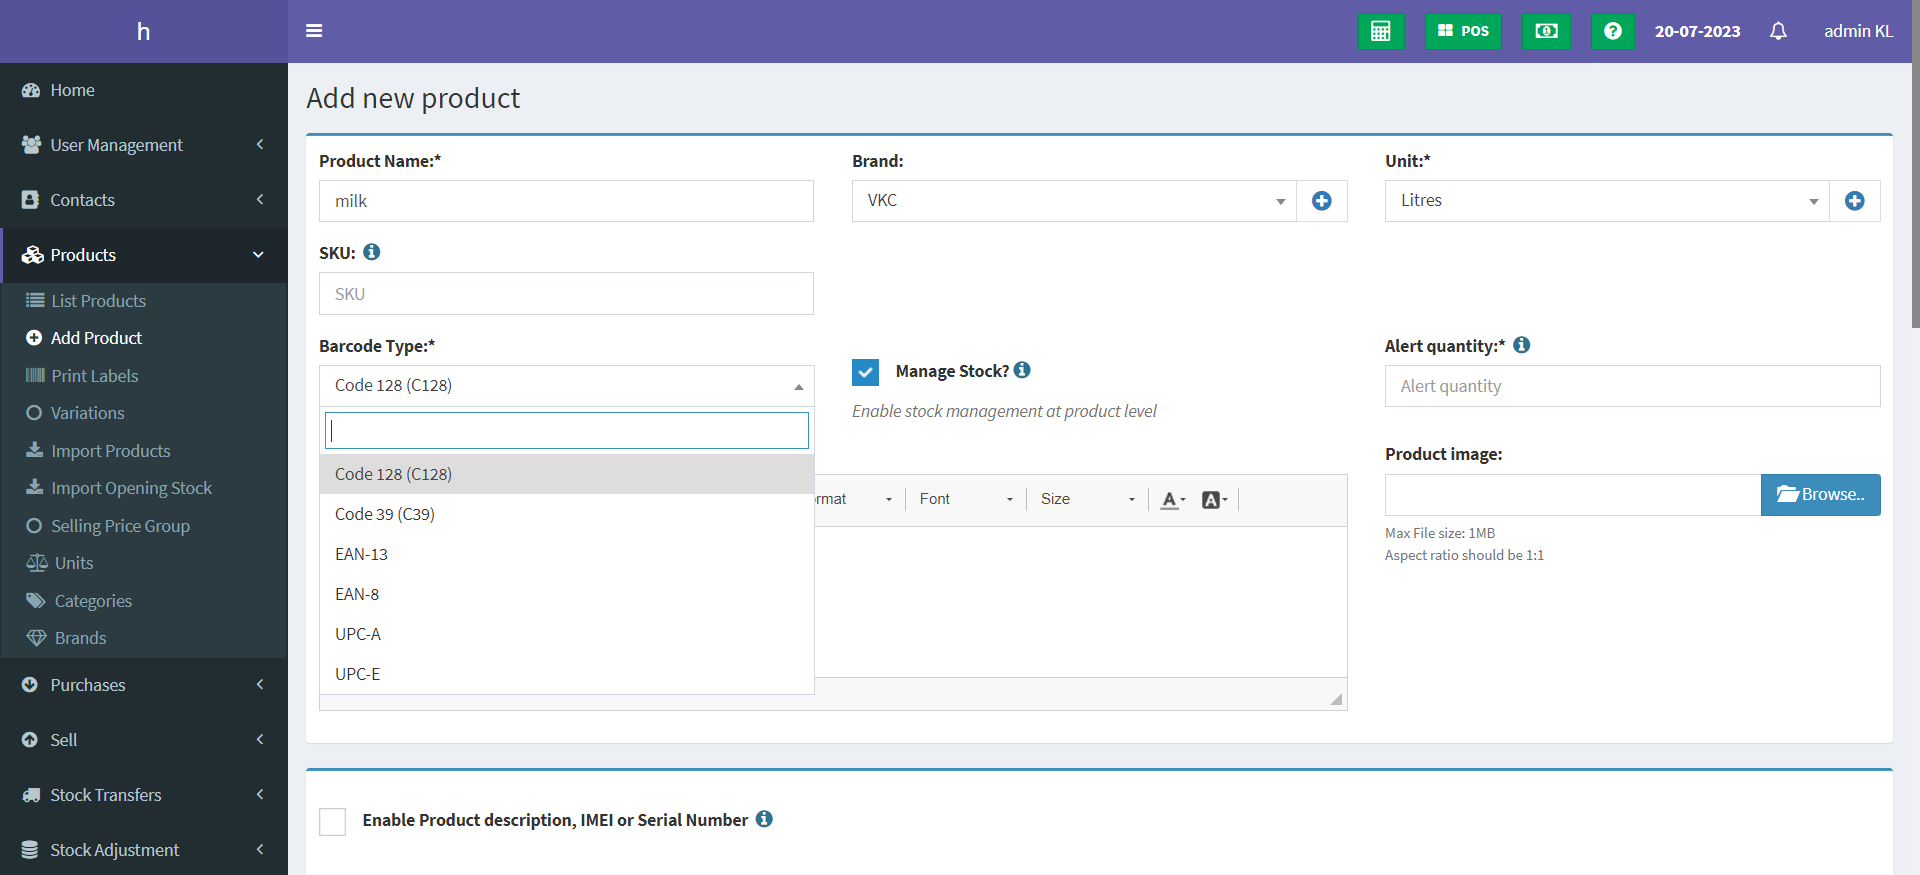 h
POS
20-07-2023
admin KL
Home
User Management
Contacts
Products
List Products
Add Product
Print Labels
Variations
Import Products
Import Opening Stock
Selling Price Group
Units
Categories
Brands
Purchases
Sell
Stock Transfers
Stock Adjustment
Add new product
Product Name:*
milk
Brand:
VKC
Unit:*
Litres
SKU:
SKU
Barcode Type:*
Code 128 (C128)
Code 128 (C128)
Code 39 (C39)
EAN-13
EAN-8
UPC-A
UPC-E
Manage Stock?
Enable stock management at product level
Alert quantity:*
Alert quantity
rmat Font Size A A
Product image:
Browse..
Max File size: 1MB
Aspect ratio should be 1:1
Enable Product description, IMEI or Serial Number